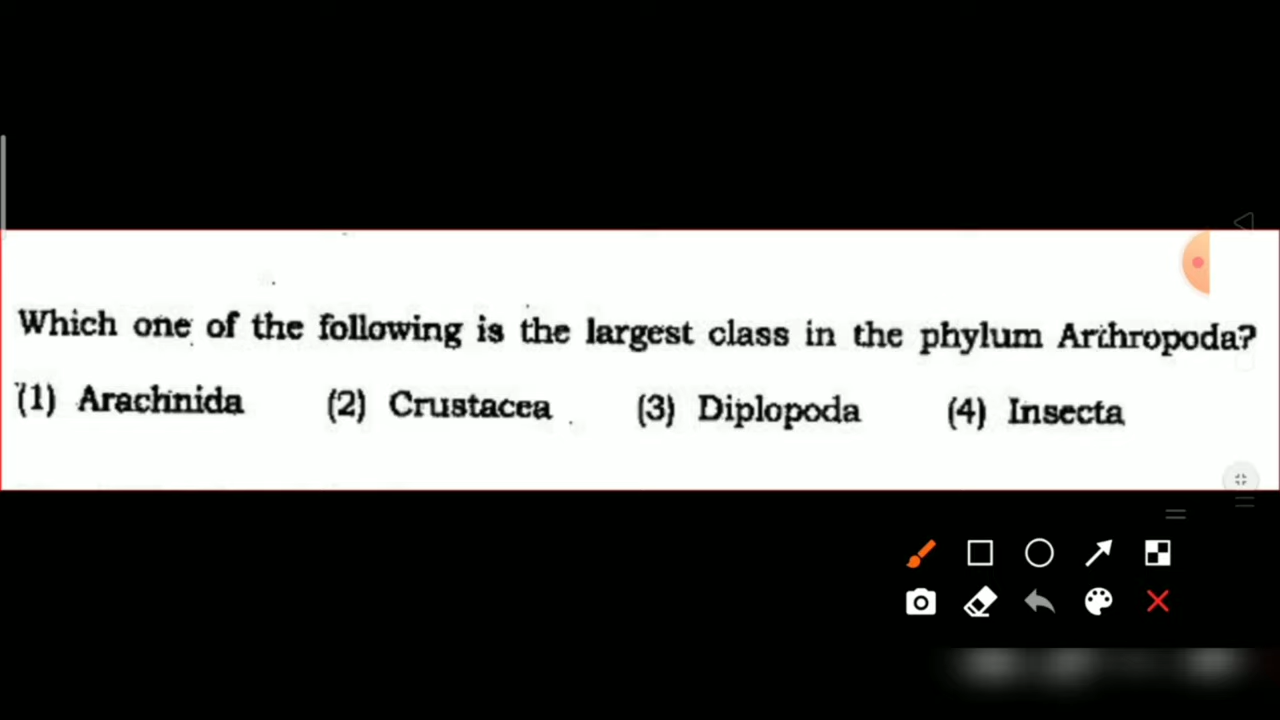 Which one of the following is the largest class in the phylum Arthropoda?
(1) Arachnida (2) Crustacea (3) Diplopoda (4) Insecta